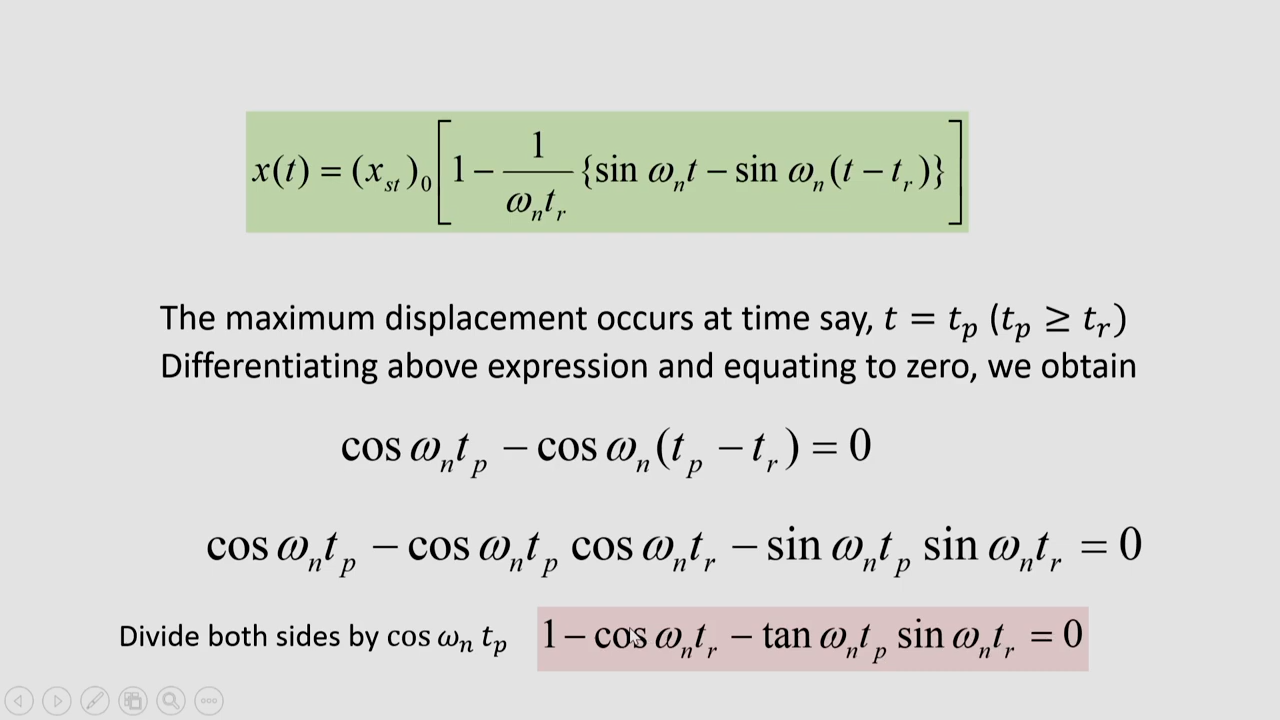 x(t) = (x_st)_0 [1 − 1/(ω_n t_r) {sin ω_n t − sin ω_n (t − t_r)}]
The maximum displacement occurs at time say, t = t_p (t_p ≥ t_r)
Differentiating above expression and equating to zero, we obtain
cos ω_n t_p − cos ω_n (t_p − t_r) = 0
cos ω_n t_p − cos ω_n t_p cos ω_n t_r − sin ω_n t_p sin ω_n t_r = 0
Divide both sides by cos ω_n t_p 1 − cos ω_n t_r − tan ω_n t_p sin ω_n t_r = 0